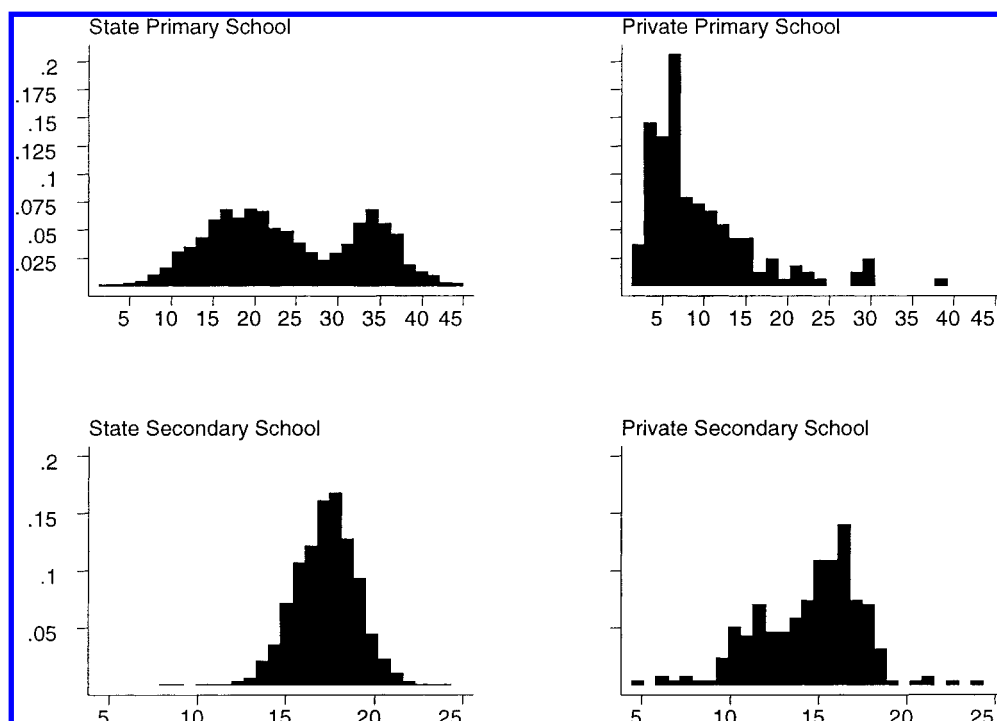 State Primary School
.2
.175
.15
.125
.1
.075
.05
.025
5 10 15 20 25 30 35 40 45
Private Primary School
5 10 15 20 25 30 35 40 45
State Secondary School
.2
.15
.1
.05
5 10 15 20 25
Private Secondary School
5 10 15 20 25